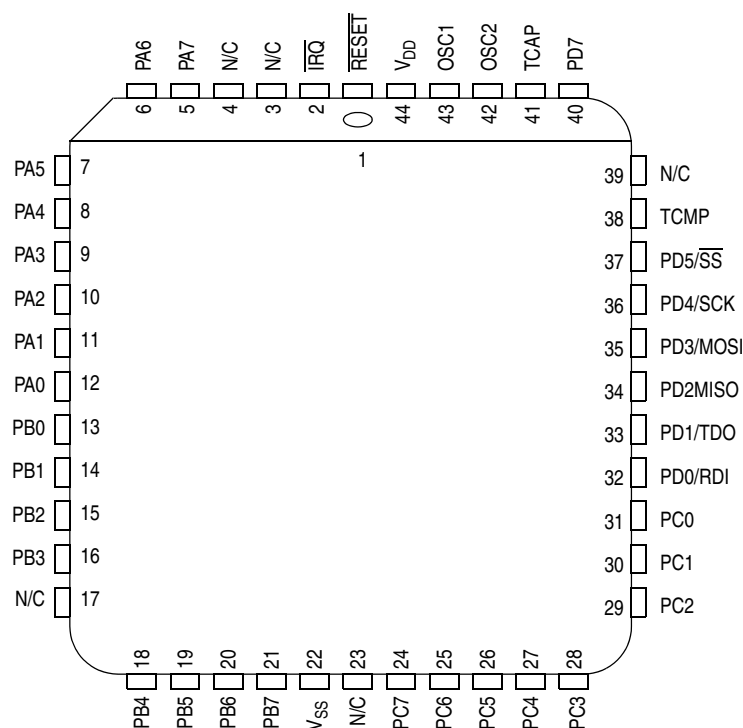 PA6 PA7 N/C N/C IRQ RESET VDD OSC1 OSC2 TCAP PD7
6 5 4 3 2 44 43 42 41 40
1
PA5 7
PA4 8
PA3 9
PA2 10
PA1 11
PA0 12
PB0 13
PB1 14
PB2 15
PB3 16
N/C 17
39 N/C
38 TCMP
37 PD5/SS
36 PD4/SCK
35 PD3/MOSI
34 PD2MISO
33 PD1/TDO
32 PD0/RDI
31 PC0
30 PC1
29 PC2
18 19 20 21 22 23 24 25 26 27 28
PB4 PB5 PB6 PB7 VSS N/C PC7 PC6 PC5 PC4 PC3